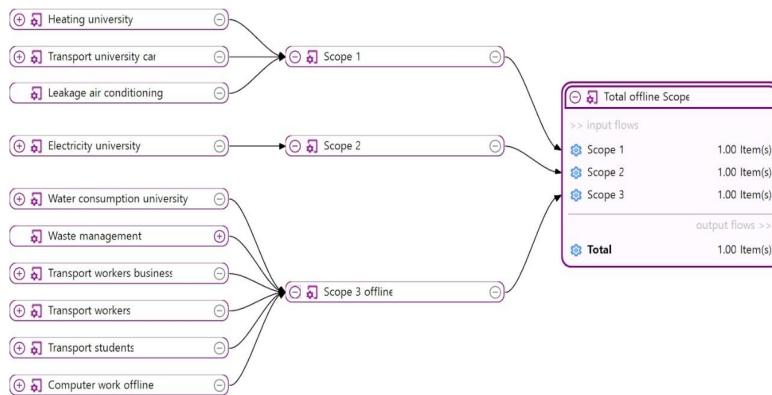 Heating university
Transport university car
Leakage air conditioning
Scope 1
Electricity university
Scope 2
Water consumption university
Waste management
Transport workers business
Transport workers
Transport students
Computer work offline
Scope 3 offline
Total offline Scope
>> input flows
Scope 1 1.00 Item(s)
Scope 2 1.00 Item(s)
Scope 3 1.00 Item(s)
output flows >>
Total 1.00 Item(s)